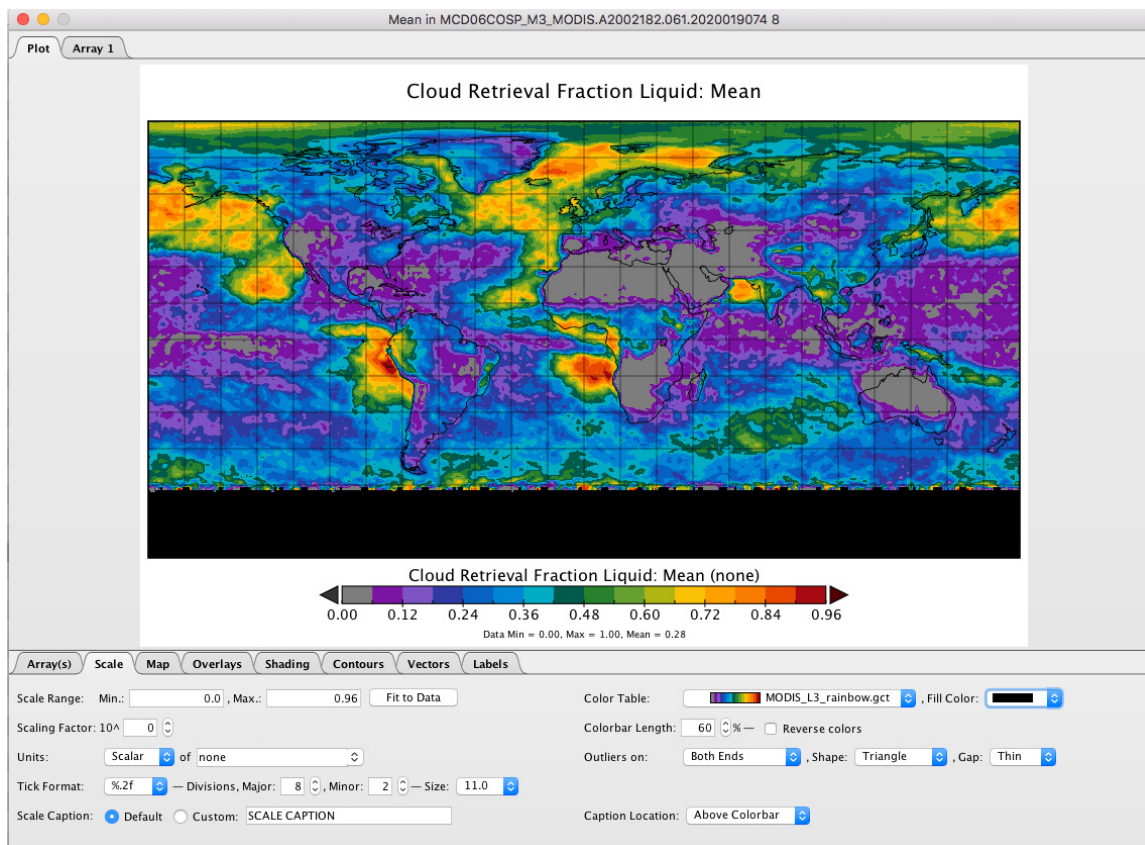 Mean in MCD06COSP_M3_MODIS.A2002182.061.2020019074 8
Plot Array 1
Cloud Retrieval Fraction Liquid: Mean
Cloud Retrieval Fraction Liquid: Mean (none)
0.00 0.12 0.24 0.36 0.48 0.60 0.72 0.84 0.96
Data Min = 0.00, Max = 1.00, Mean = 0.28
Array(s) Scale Map Overlays Shading Contours Vectors Labels
Scale Range: Min.: 0.0 , Max.: 0.96 Fit to Data Color Table: MODIS_L3_rainbow.gct , Fill Color:
Scaling Factor: 10^ 0 Colorbar Length: 60 % — Reverse colors
Units: Scalar of none Outliers on: Both Ends , Shape: Triangle , Gap: Thin
Tick Format: %.2f — Divisions, Major: 8 , Minor: 2 — Size: 11.0
Scale Caption: Default Custom: SCALE CAPTION Caption Location: Above Colorbar